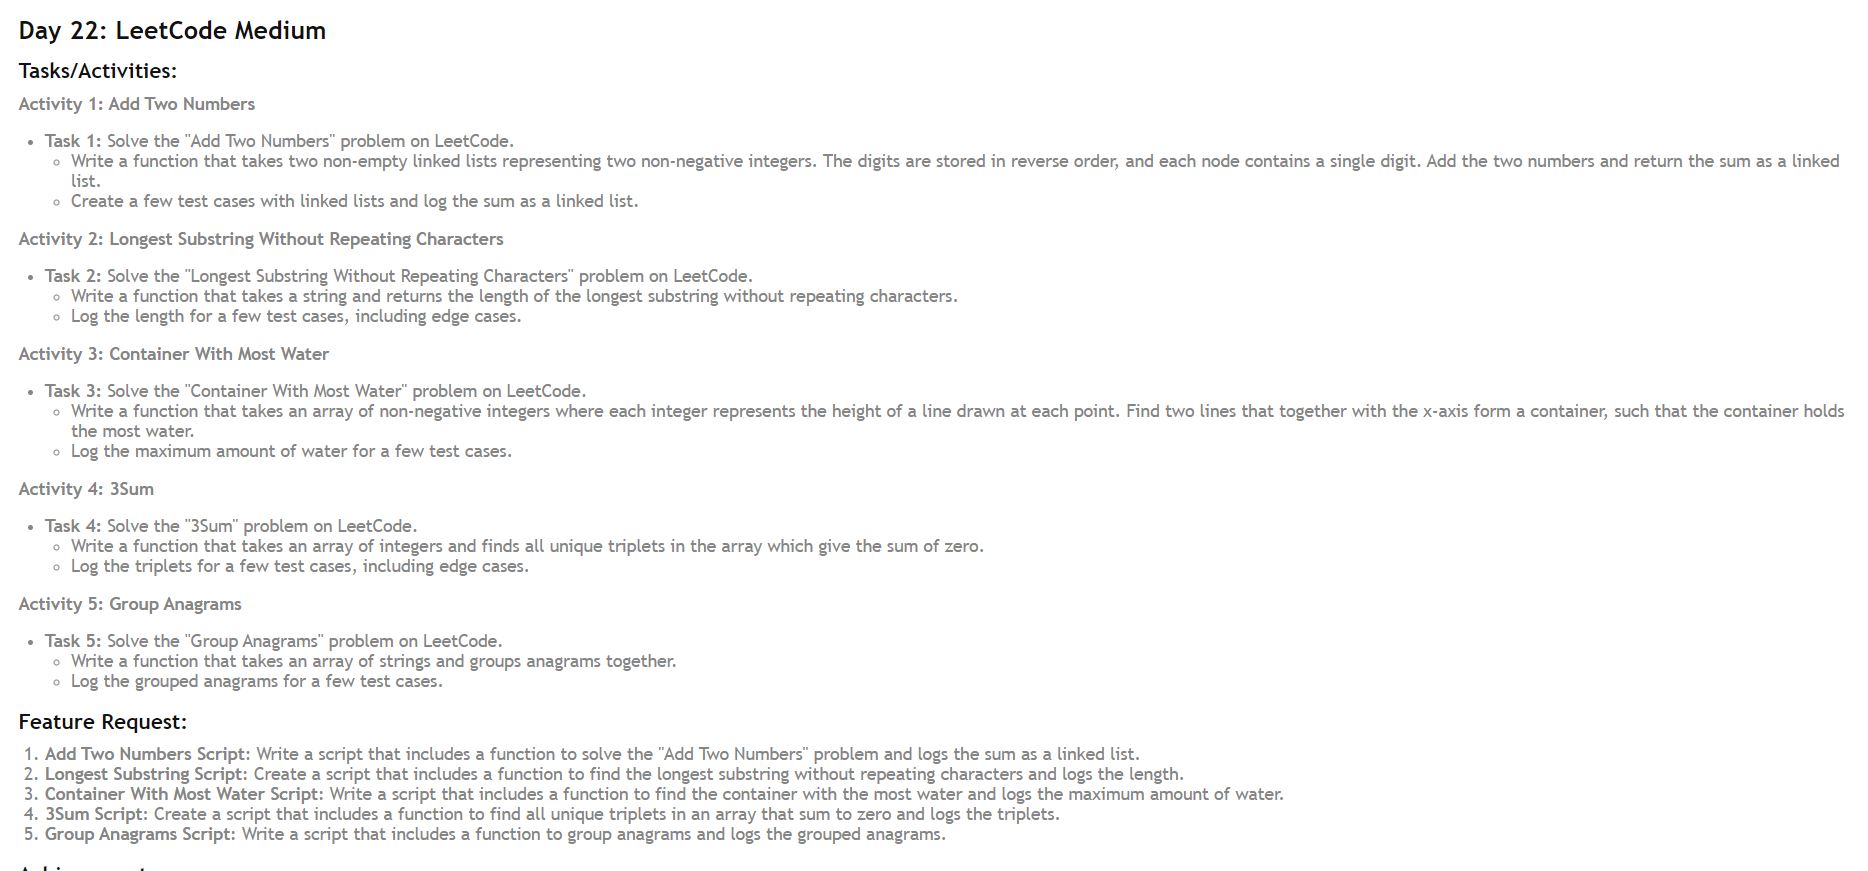 Day 22: LeetCode Medium
Tasks/Activities:
Activity 1: Add Two Numbers
• Task 1: Solve the "Add Two Numbers" problem on LeetCode.
◦ Write a function that takes two non-empty linked lists representing two non-negative integers. The digits are stored in reverse order, and each node contains a single digit. Add the two numbers and return the sum as a linked
list.
◦ Create a few test cases with linked lists and log the sum as a linked list.
Activity 2: Longest Substring Without Repeating Characters
• Task 2: Solve the "Longest Substring Without Repeating Characters" problem on LeetCode.
◦ Write a function that takes a string and returns the length of the longest substring without repeating characters.
◦ Log the length for a few test cases, including edge cases.
Activity 3: Container With Most Water
• Task 3: Solve the "Container With Most Water" problem on LeetCode.
◦ Write a function that takes an array of non-negative integers where each integer represents the height of a line drawn at each point. Find two lines that together with the x-axis form a container, such that the container holds
the most water.
◦ Log the maximum amount of water for a few test cases.
Activity 4: 3Sum
• Task 4: Solve the "3Sum" problem on LeetCode.
◦ Write a function that takes an array of integers and finds all unique triplets in the array which give the sum of zero.
◦ Log the triplets for a few test cases, including edge cases.
Activity 5: Group Anagrams
• Task 5: Solve the "Group Anagrams" problem on LeetCode.
◦ Write a function that takes an array of strings and groups anagrams together.
◦ Log the grouped anagrams for a few test cases.
Feature Request:
1. Add Two Numbers Script: Write a script that includes a function to solve the "Add Two Numbers" problem and logs the sum as a linked list.
2. Longest Substring Script: Create a script that includes a function to find the longest substring without repeating characters and logs the length.
3. Container With Most Water Script: Write a script that includes a function to find the container with the most water and logs the maximum amount of water.
4. 3Sum Script: Create a script that includes a function to find all unique triplets in an array that sum to zero and logs the triplets.
5. Group Anagrams Script: Write a script that includes a function to group anagrams and logs the grouped anagrams.